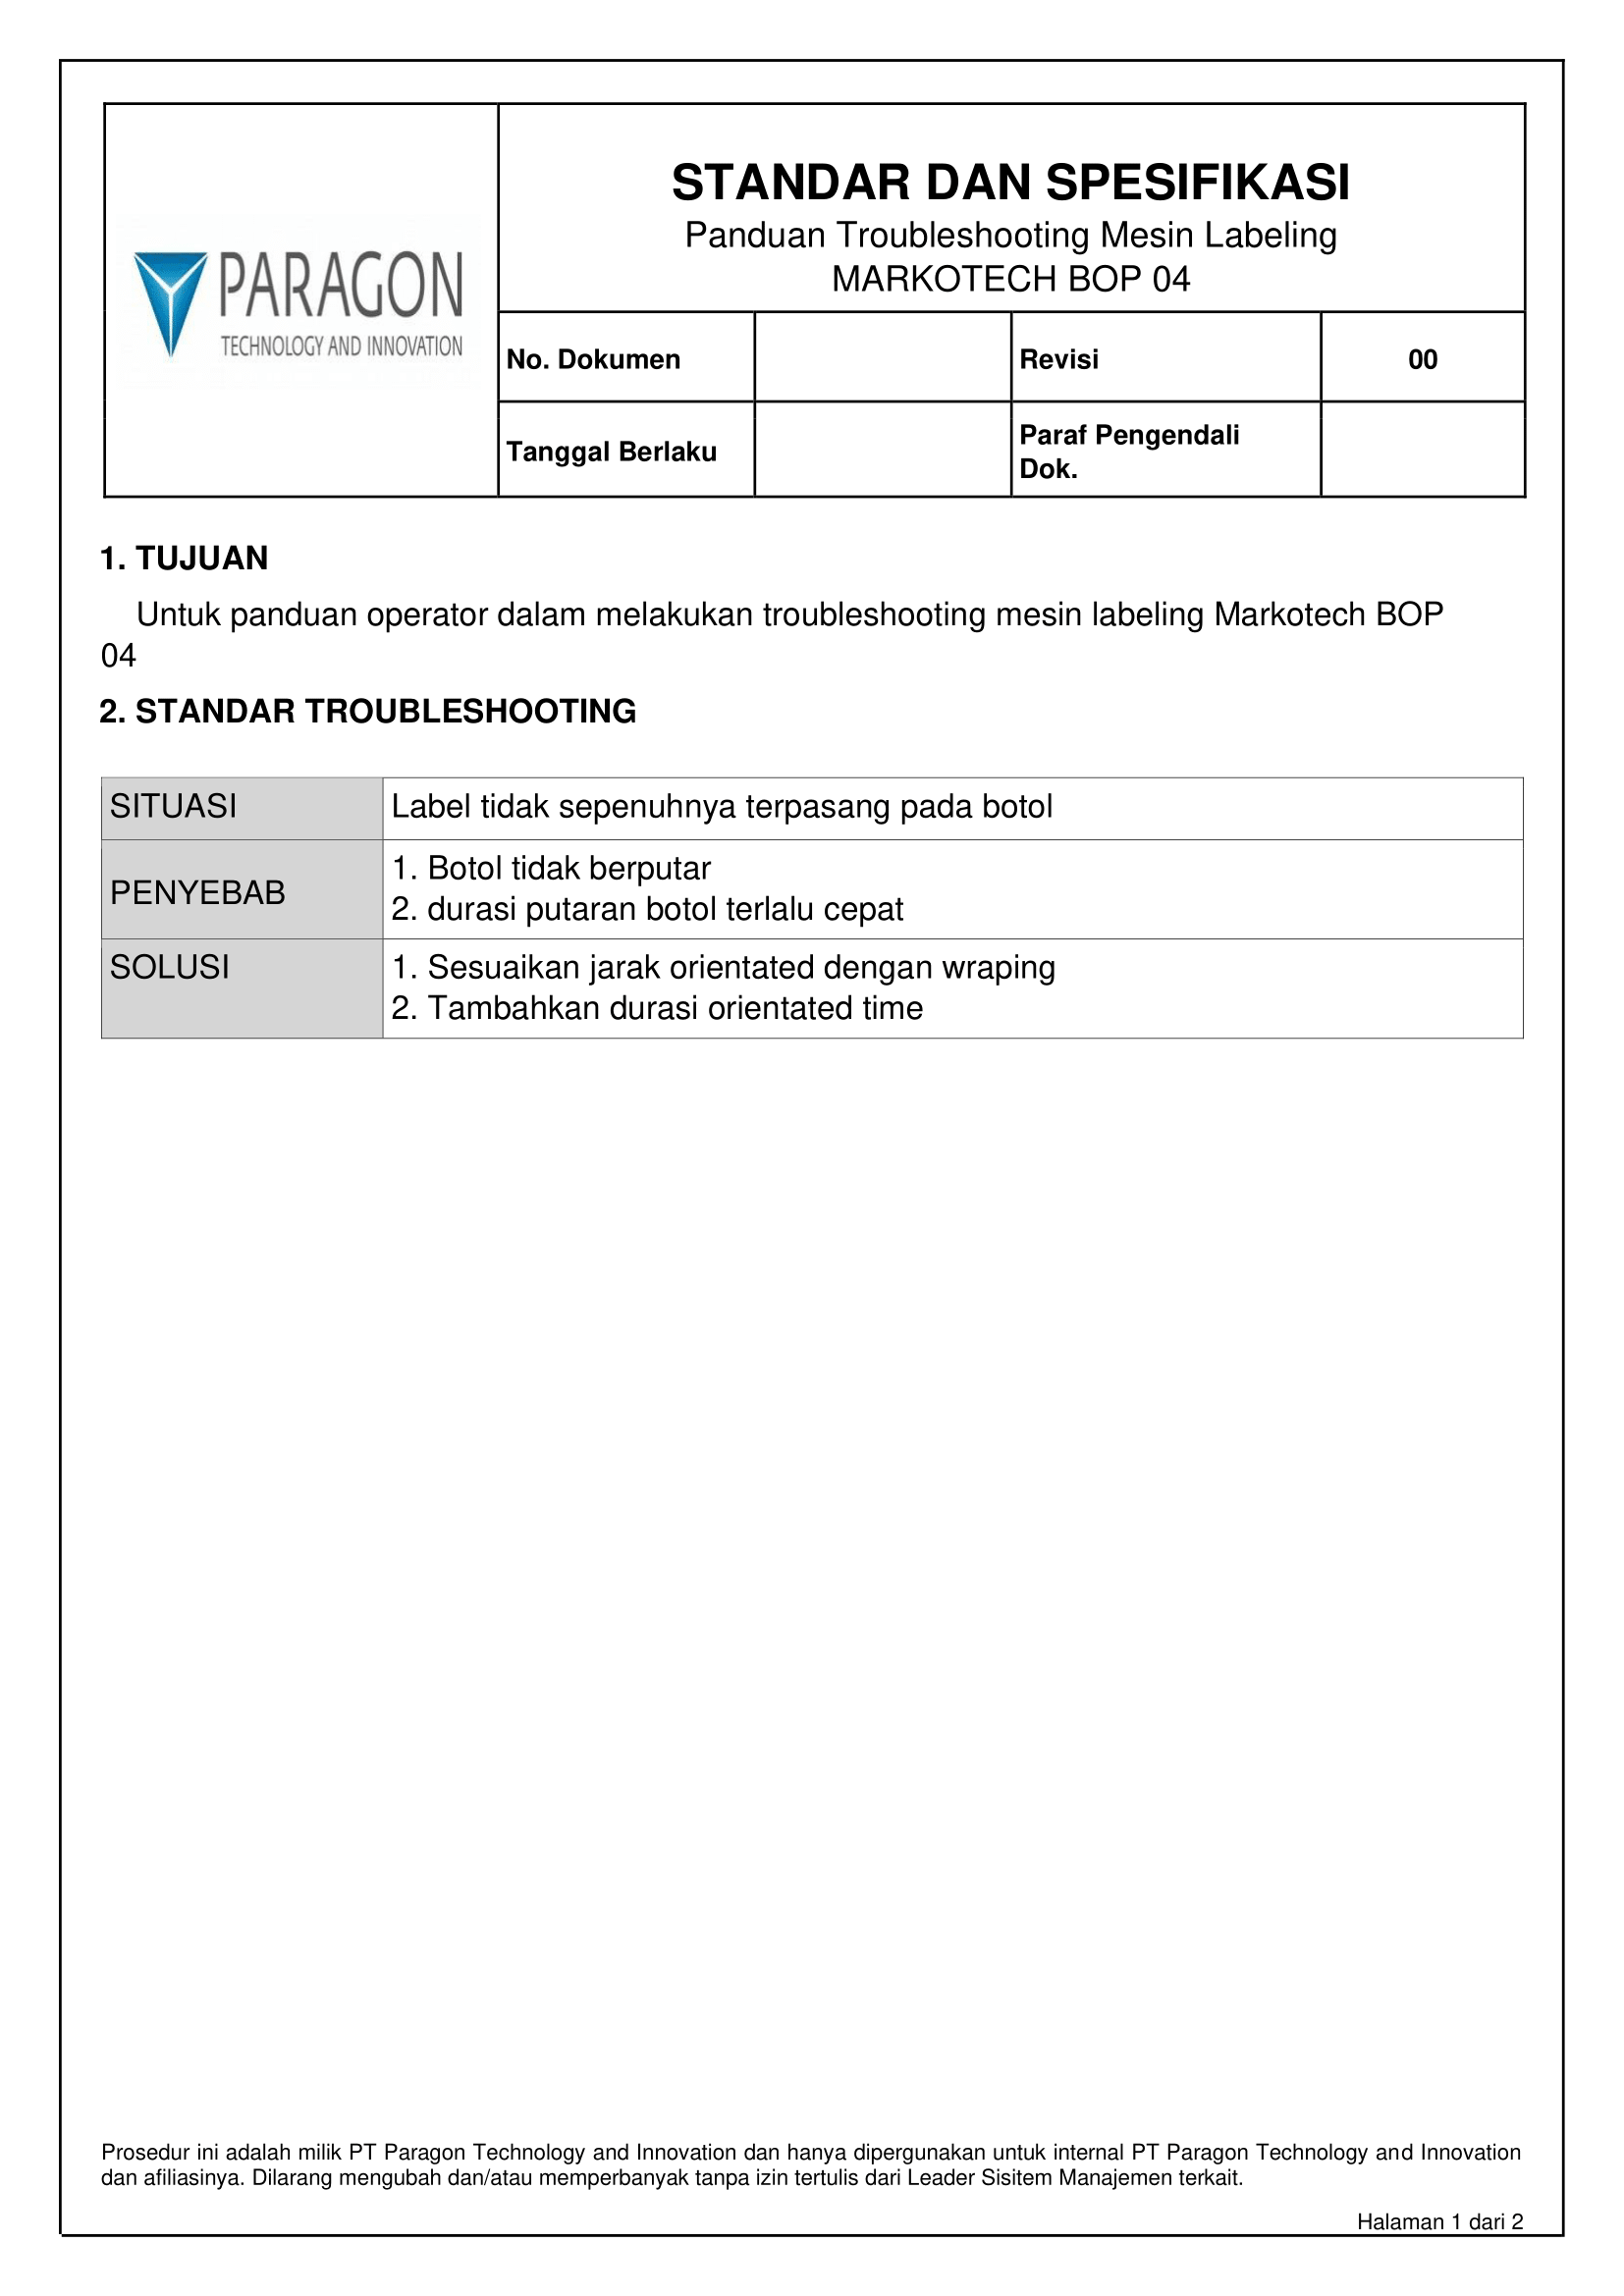 PARAGON
TECHNOLOGY AND INNOVATION
STANDAR DAN SPESIFIKASI
Panduan Troubleshooting Mesin Labeling
MARKOTECH BOP 04
No. Dokumen
Revisi
00
Tanggal Berlaku
Paraf Pengendali
Dok.
1. TUJUAN
Untuk panduan operator dalam melakukan troubleshooting mesin labeling Markotech BOP
04
2. STANDAR TROUBLESHOOTING
SITUASI
Label tidak sepenuhnya terpasang pada botol
PENYEBAB
1. Botol tidak berputar
2. durasi putaran botol terlalu cepat
SOLUSI
1. Sesuaikan jarak orientated dengan wraping
2. Tambahkan durasi orientated time
Prosedur ini adalah milik PT Paragon Technology and Innovation dan hanya dipergunakan untuk internal PT Paragon Technology and Innovation
dan afiliasinya. Dilarang mengubah dan/atau memperbanyak tanpa izin tertulis dari Leader Sisitem Manajemen terkait.
Halaman 1 dari 2